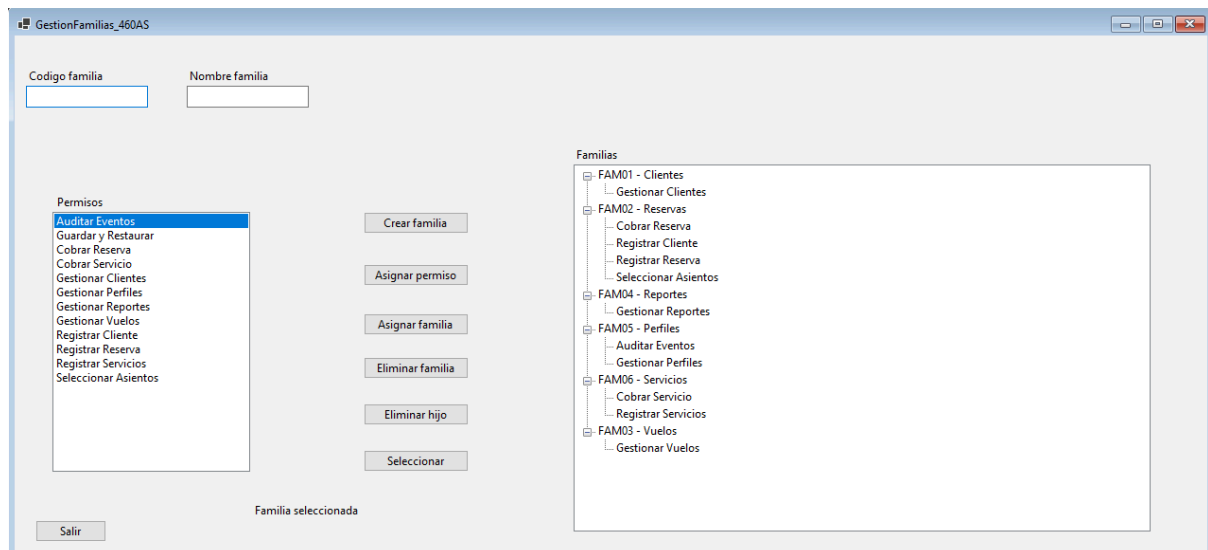 GestionFamilias_460AS
Codigo familia
Nombre familia
Permisos
Auditar Eventos
Guardar y Restaurar
Cobrar Reserva
Cobrar Servicio
Gestionar Clientes
Gestionar Perfiles
Gestionar Reportes
Gestionar Vuelos
Registrar Cliente
Registrar Reserva
Registrar Servicios
Seleccionar Asientos
Crear familia
Asignar permiso
Asignar familia
Eliminar familia
Eliminar hijo
Seleccionar
Familias
FAM01 - Clientes
Gestionar Clientes
FAM02 - Reservas
Cobrar Reserva
Registrar Cliente
Registrar Reserva
Seleccionar Asientos
FAM04 - Reportes
Gestionar Reportes
FAM05 - Perfiles
Auditar Eventos
Gestionar Perfiles
FAM06 - Servicios
Cobrar Servicio
Registrar Servicios
FAM03 - Vuelos
Gestionar Vuelos
Familia seleccionada
Salir